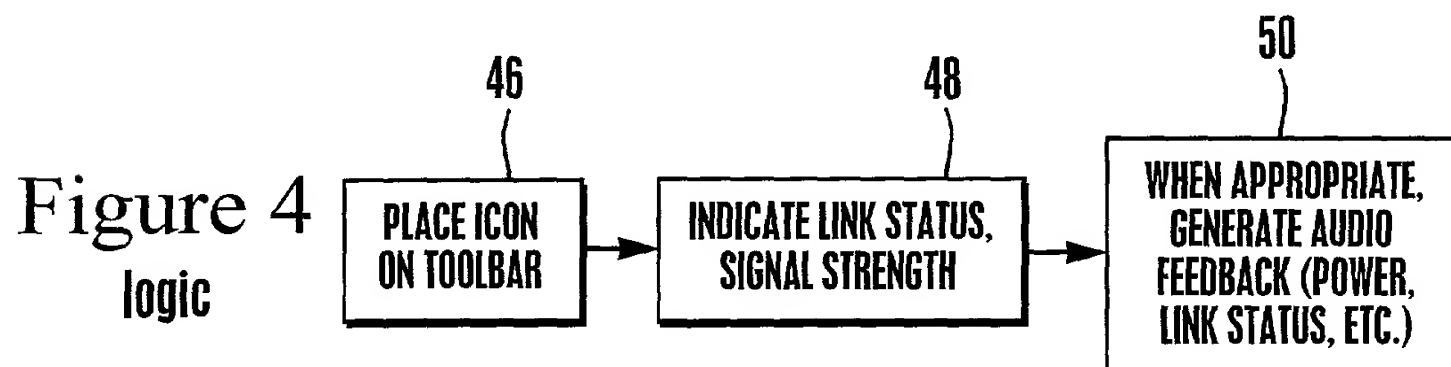 Figure 4
logic
46
PLACE ICON
ON TOOLBAR
48
INDICATE LINK STATUS,
SIGNAL STRENGTH
50
WHEN APPROPRIATE,
GENERATE AUDIO
FEEDBACK (POWER,
LINK STATUS, ETC.)